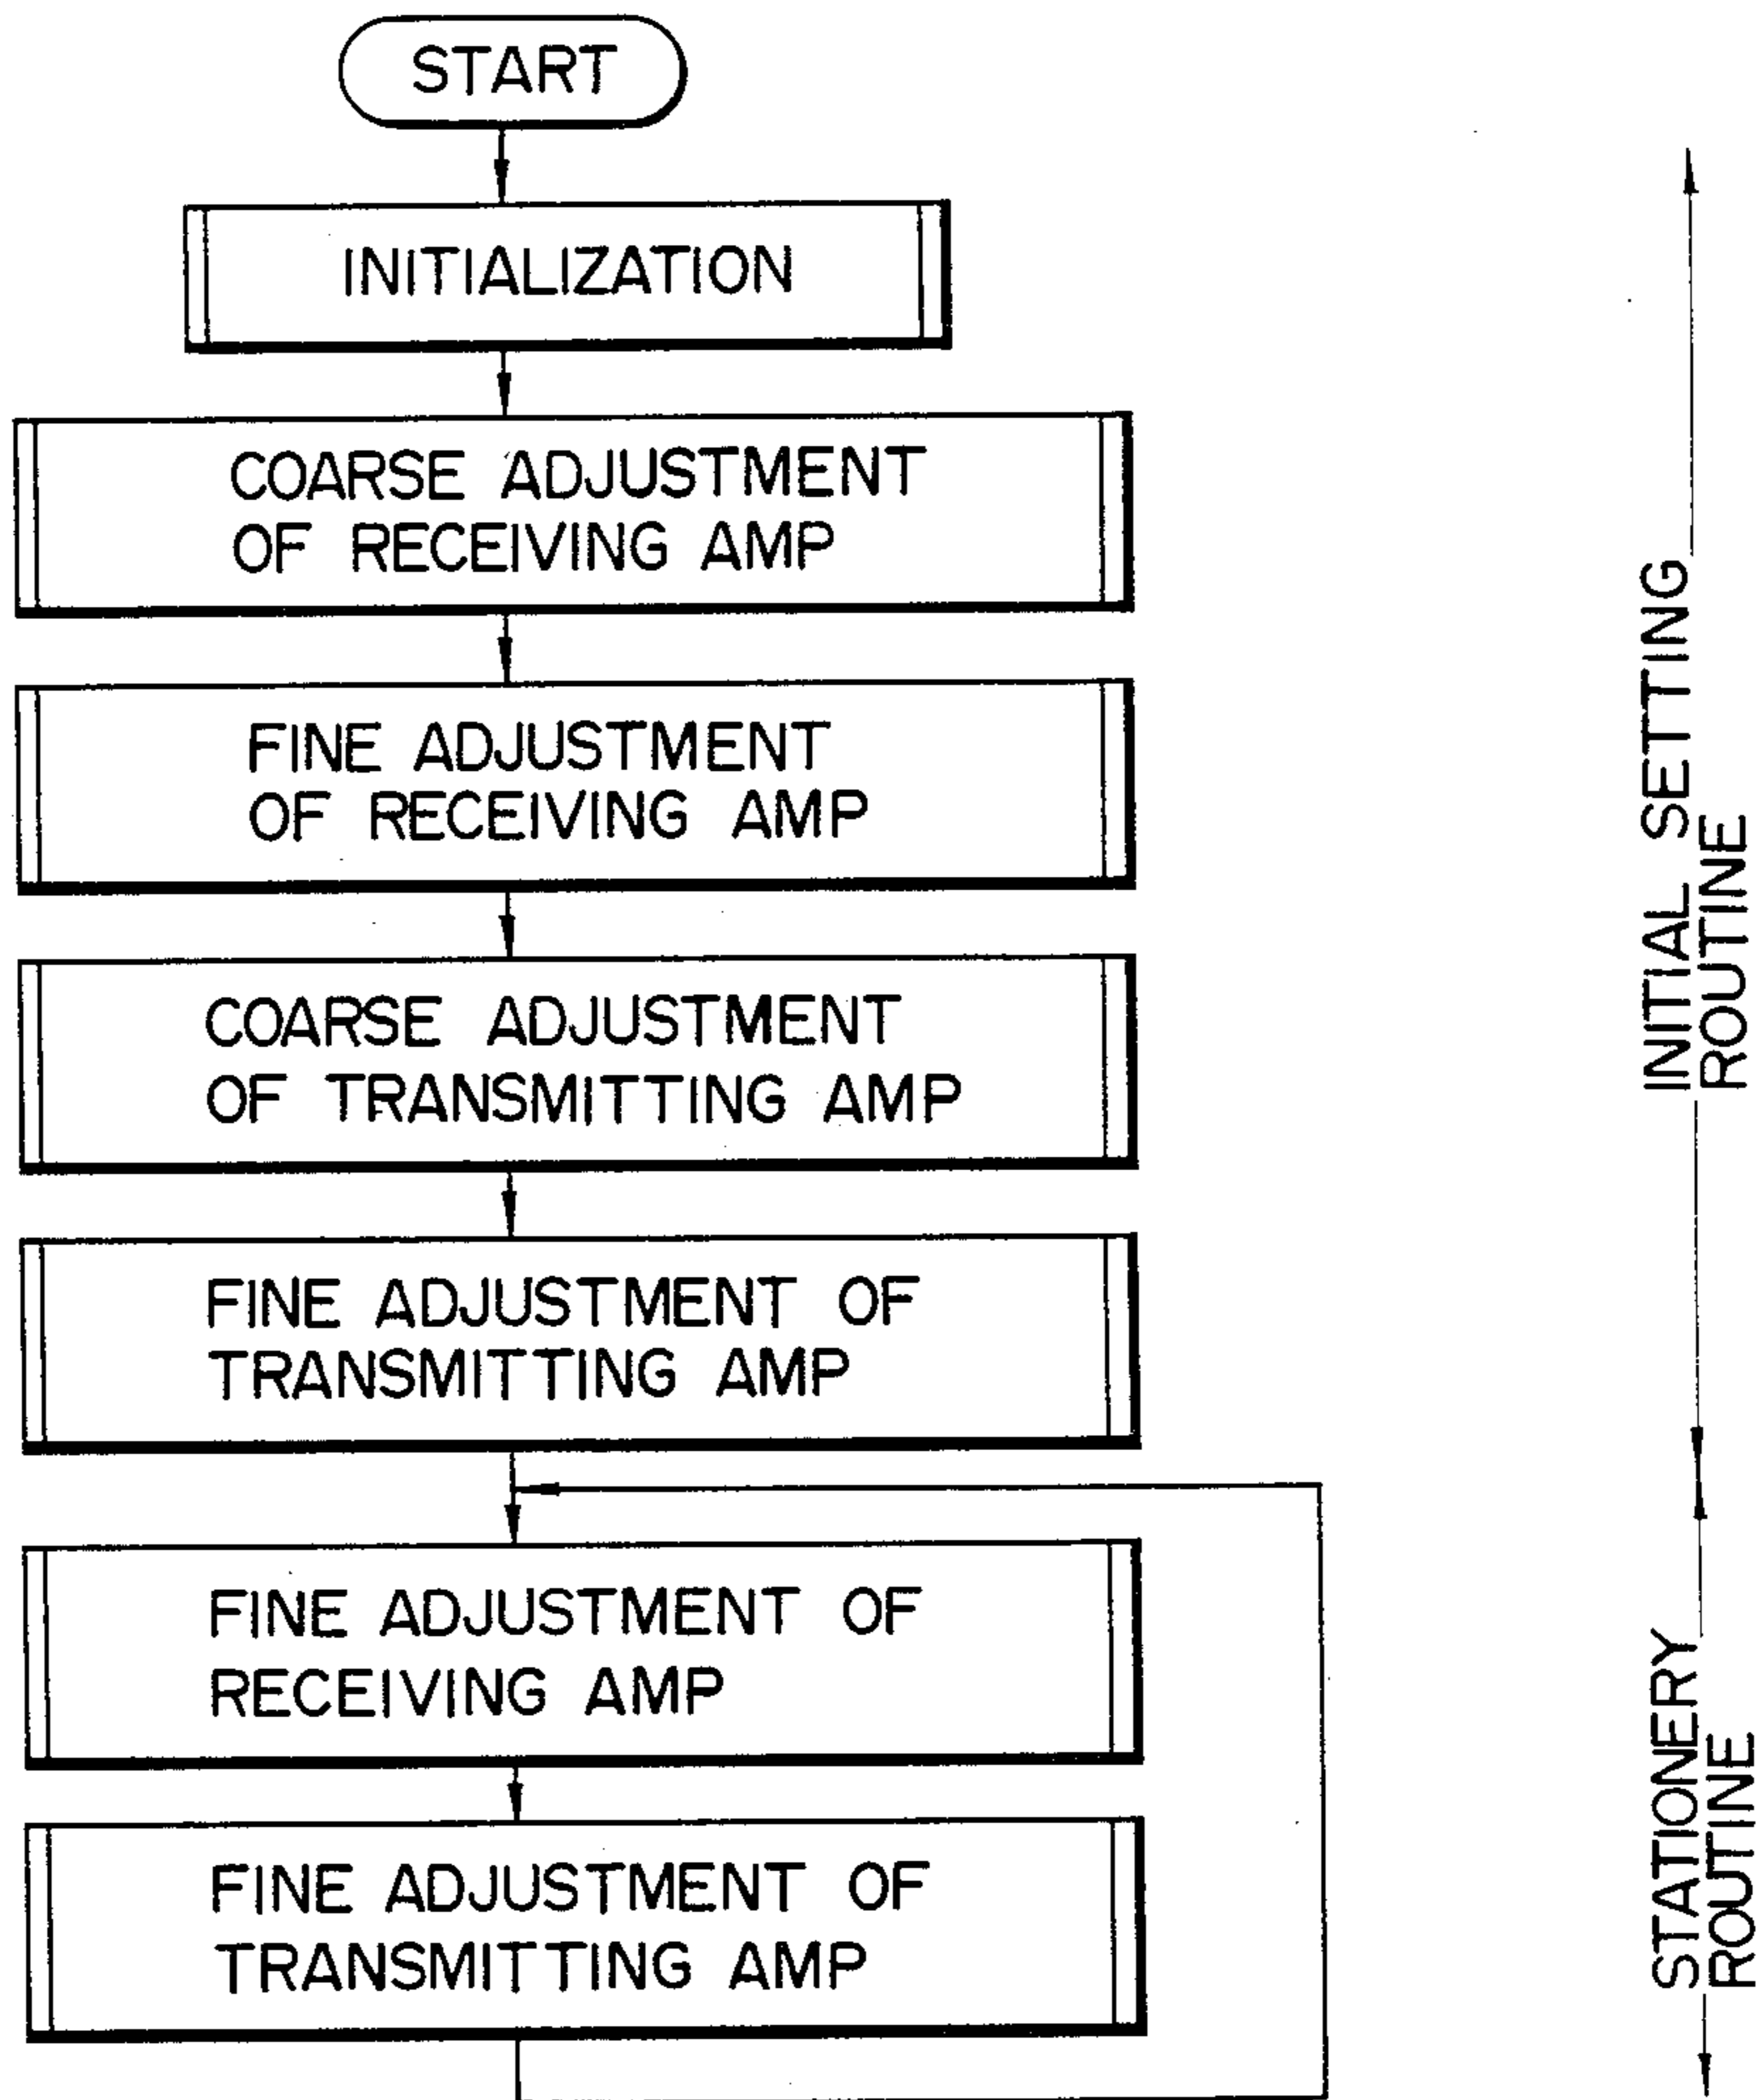 START
INITIALIZATION
COARSE ADJUSTMENT
OF RECEIVING AMP
FINE ADJUSTMENT
OF RECEIVING AMP
COARSE ADJUSTMENT
OF TRANSMITTING AMP
FINE ADJUSTMENT OF
TRANSMITTING AMP
FINE ADJUSTMENT OF
RECEIVING AMP
FINE ADJUSTMENT OF
TRANSMITTING AMP
INITIAL SETTING
ROUTINE
STATIONERY
ROUTINE